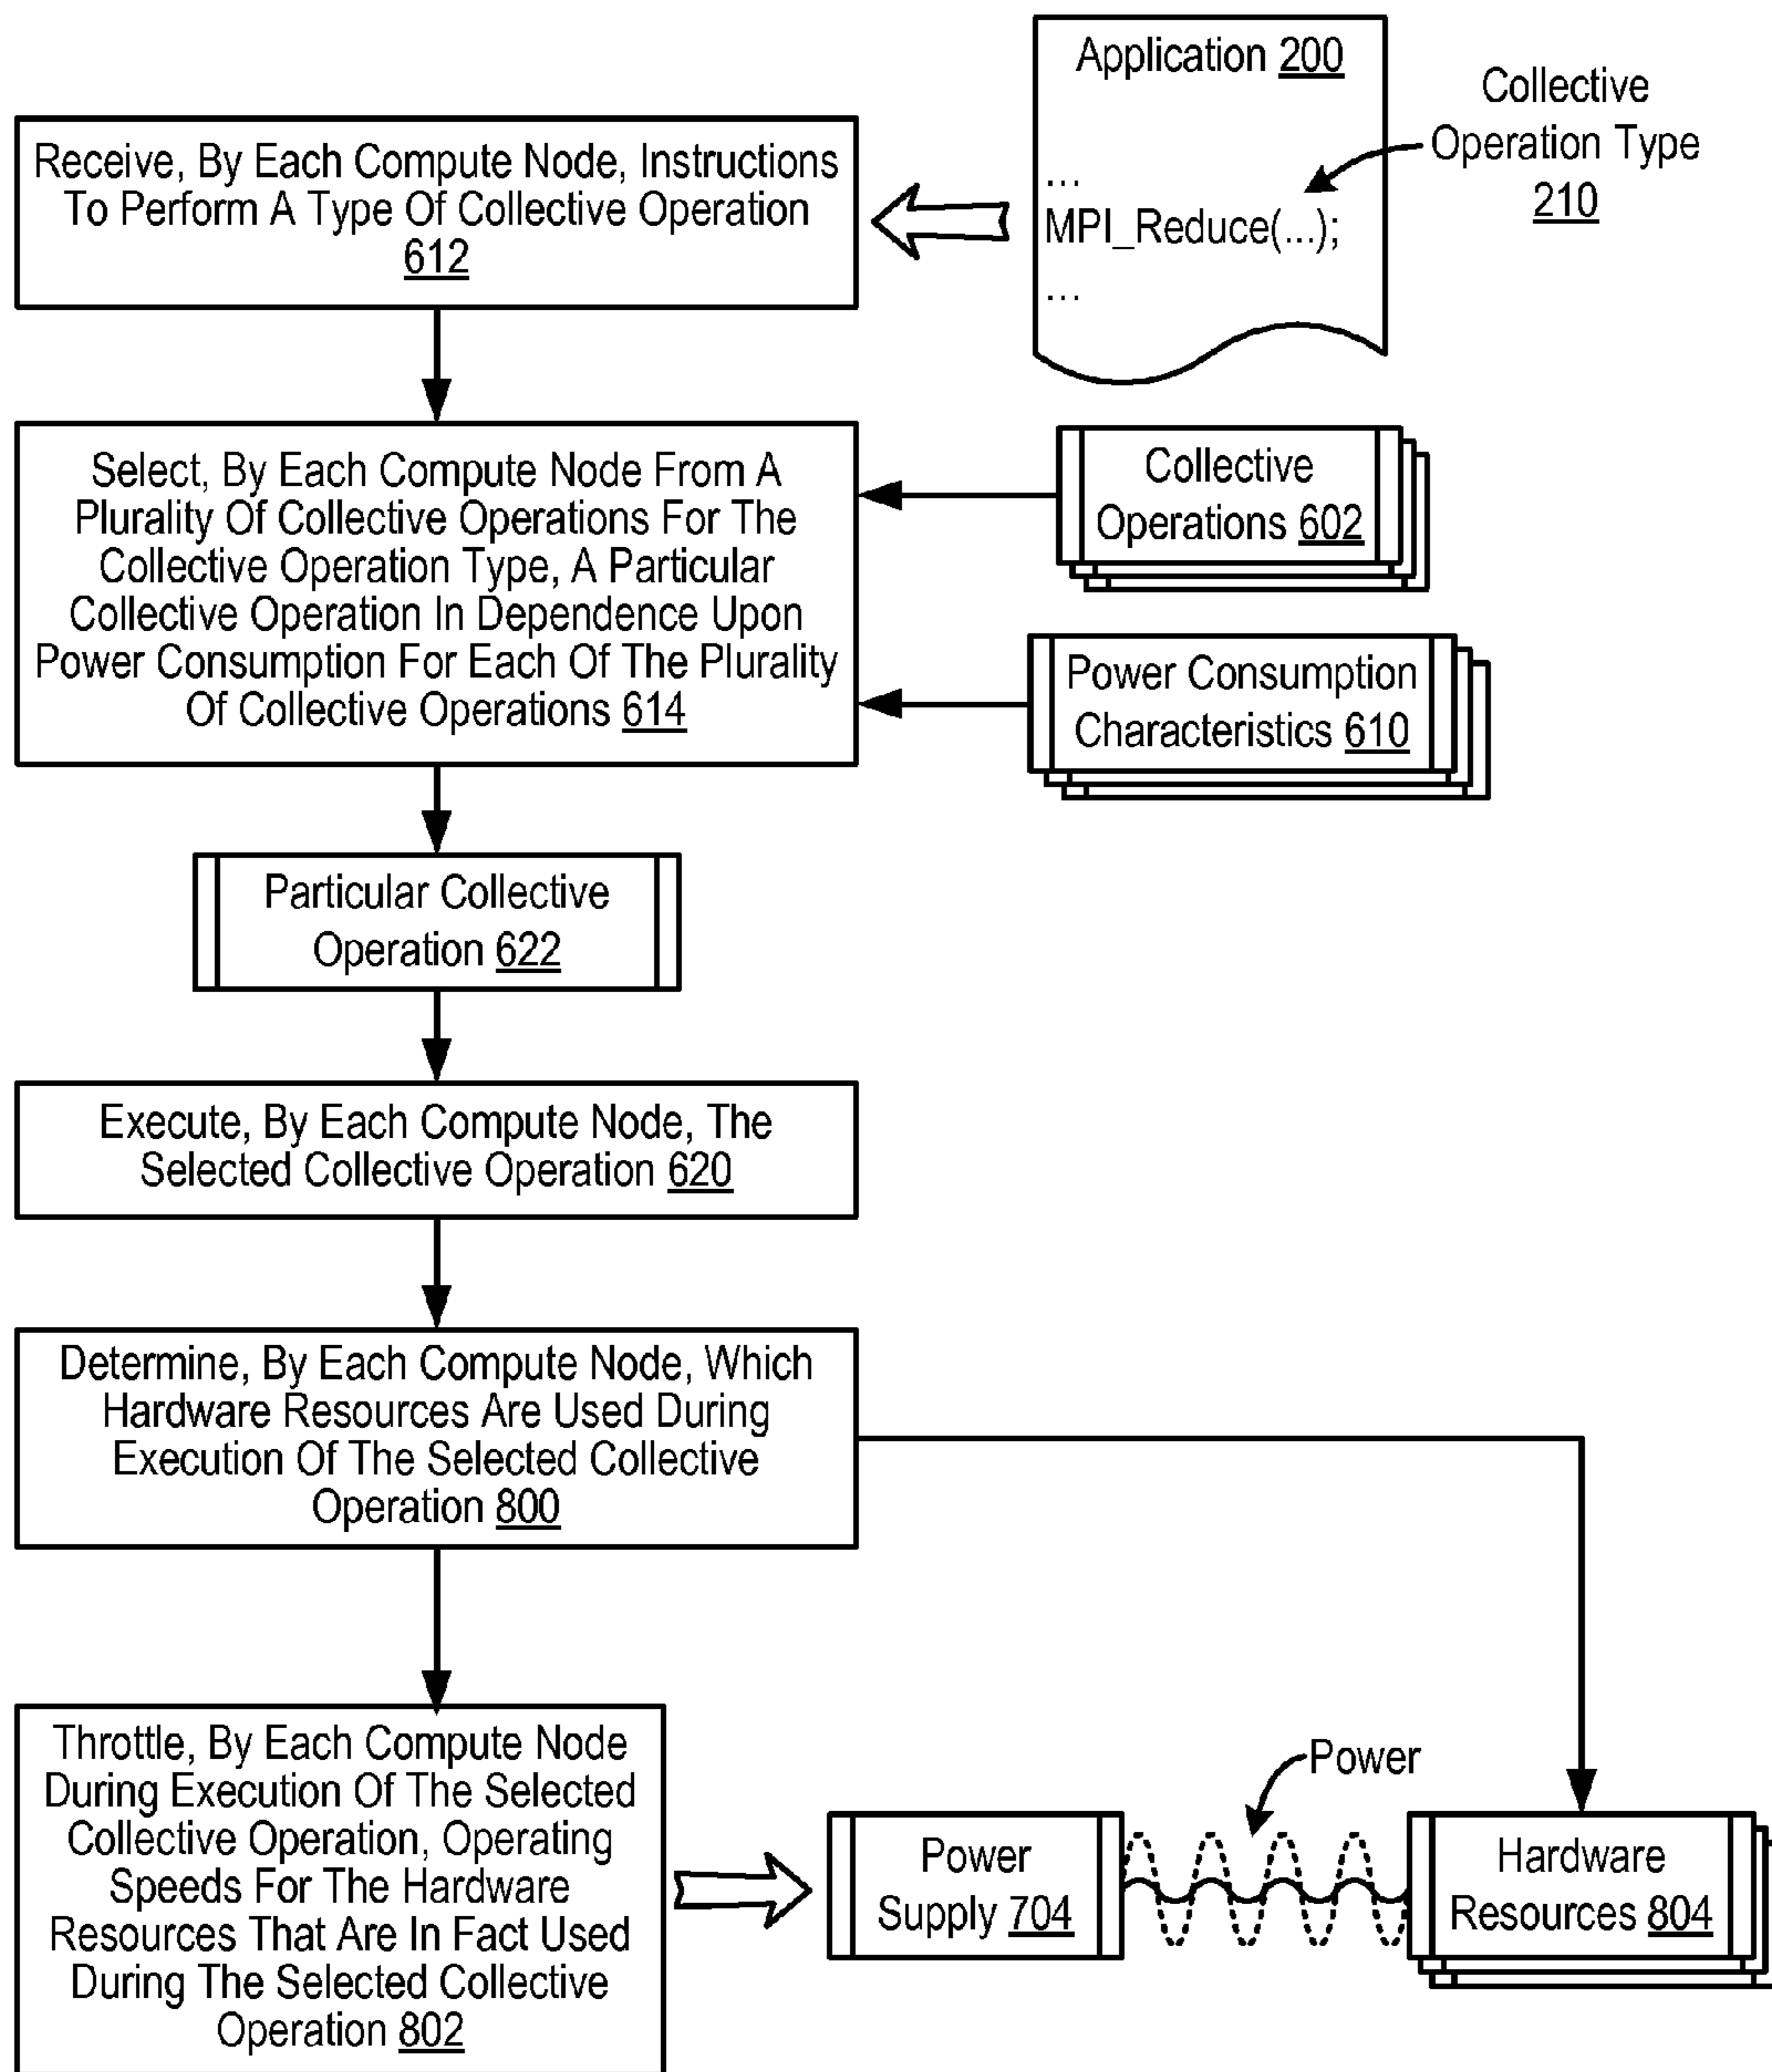 Application 200
Collective
Operation Type
210
...
MPI_Reduce(...);
...
Receive, By Each Compute Node, Instructions
To Perform A Type Of Collective Operation
612
Select, By Each Compute Node From A
Plurality Of Collective Operations For The
Collective Operation Type, A Particular
Collective Operation In Dependence Upon
Power Consumption For Each Of The Plurality
Of Collective Operations 614
Collective
Operations 602
Power Consumption
Characteristics 610
Particular Collective
Operation 622
Execute, By Each Compute Node, The
Selected Collective Operation 620
Determine, By Each Compute Node, Which
Hardware Resources Are Used During
Execution Of The Selected Collective
Operation 800
Throttle, By Each Compute Node
During Execution Of The Selected
Collective Operation, Operating
Speeds For The Hardware
Resources That Are In Fact Used
During The Selected Collective
Operation 802
Power
Supply 704
Power
Hardware
Resources 804